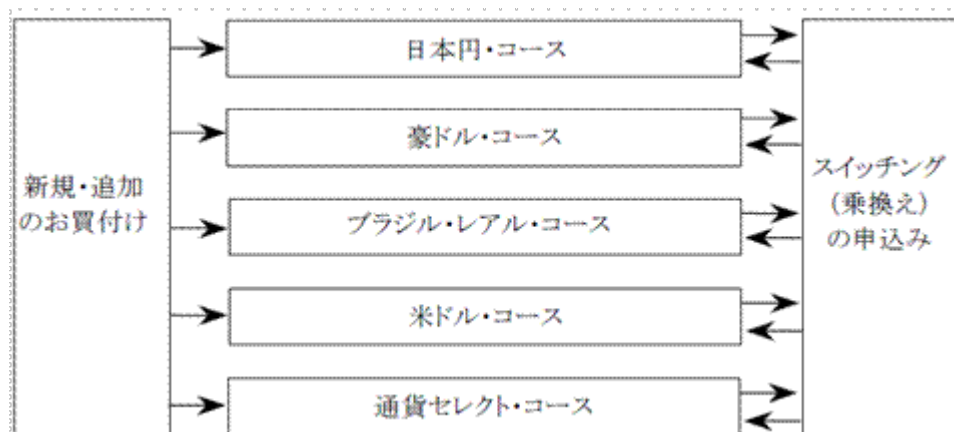 新規・追加
のお買付け
日本円・コース
豪ドル・コース
ブラジル・レアル・コース
米ドル・コース
通貨セレクト・コース
スイッチング
(乗換え)
の申込み